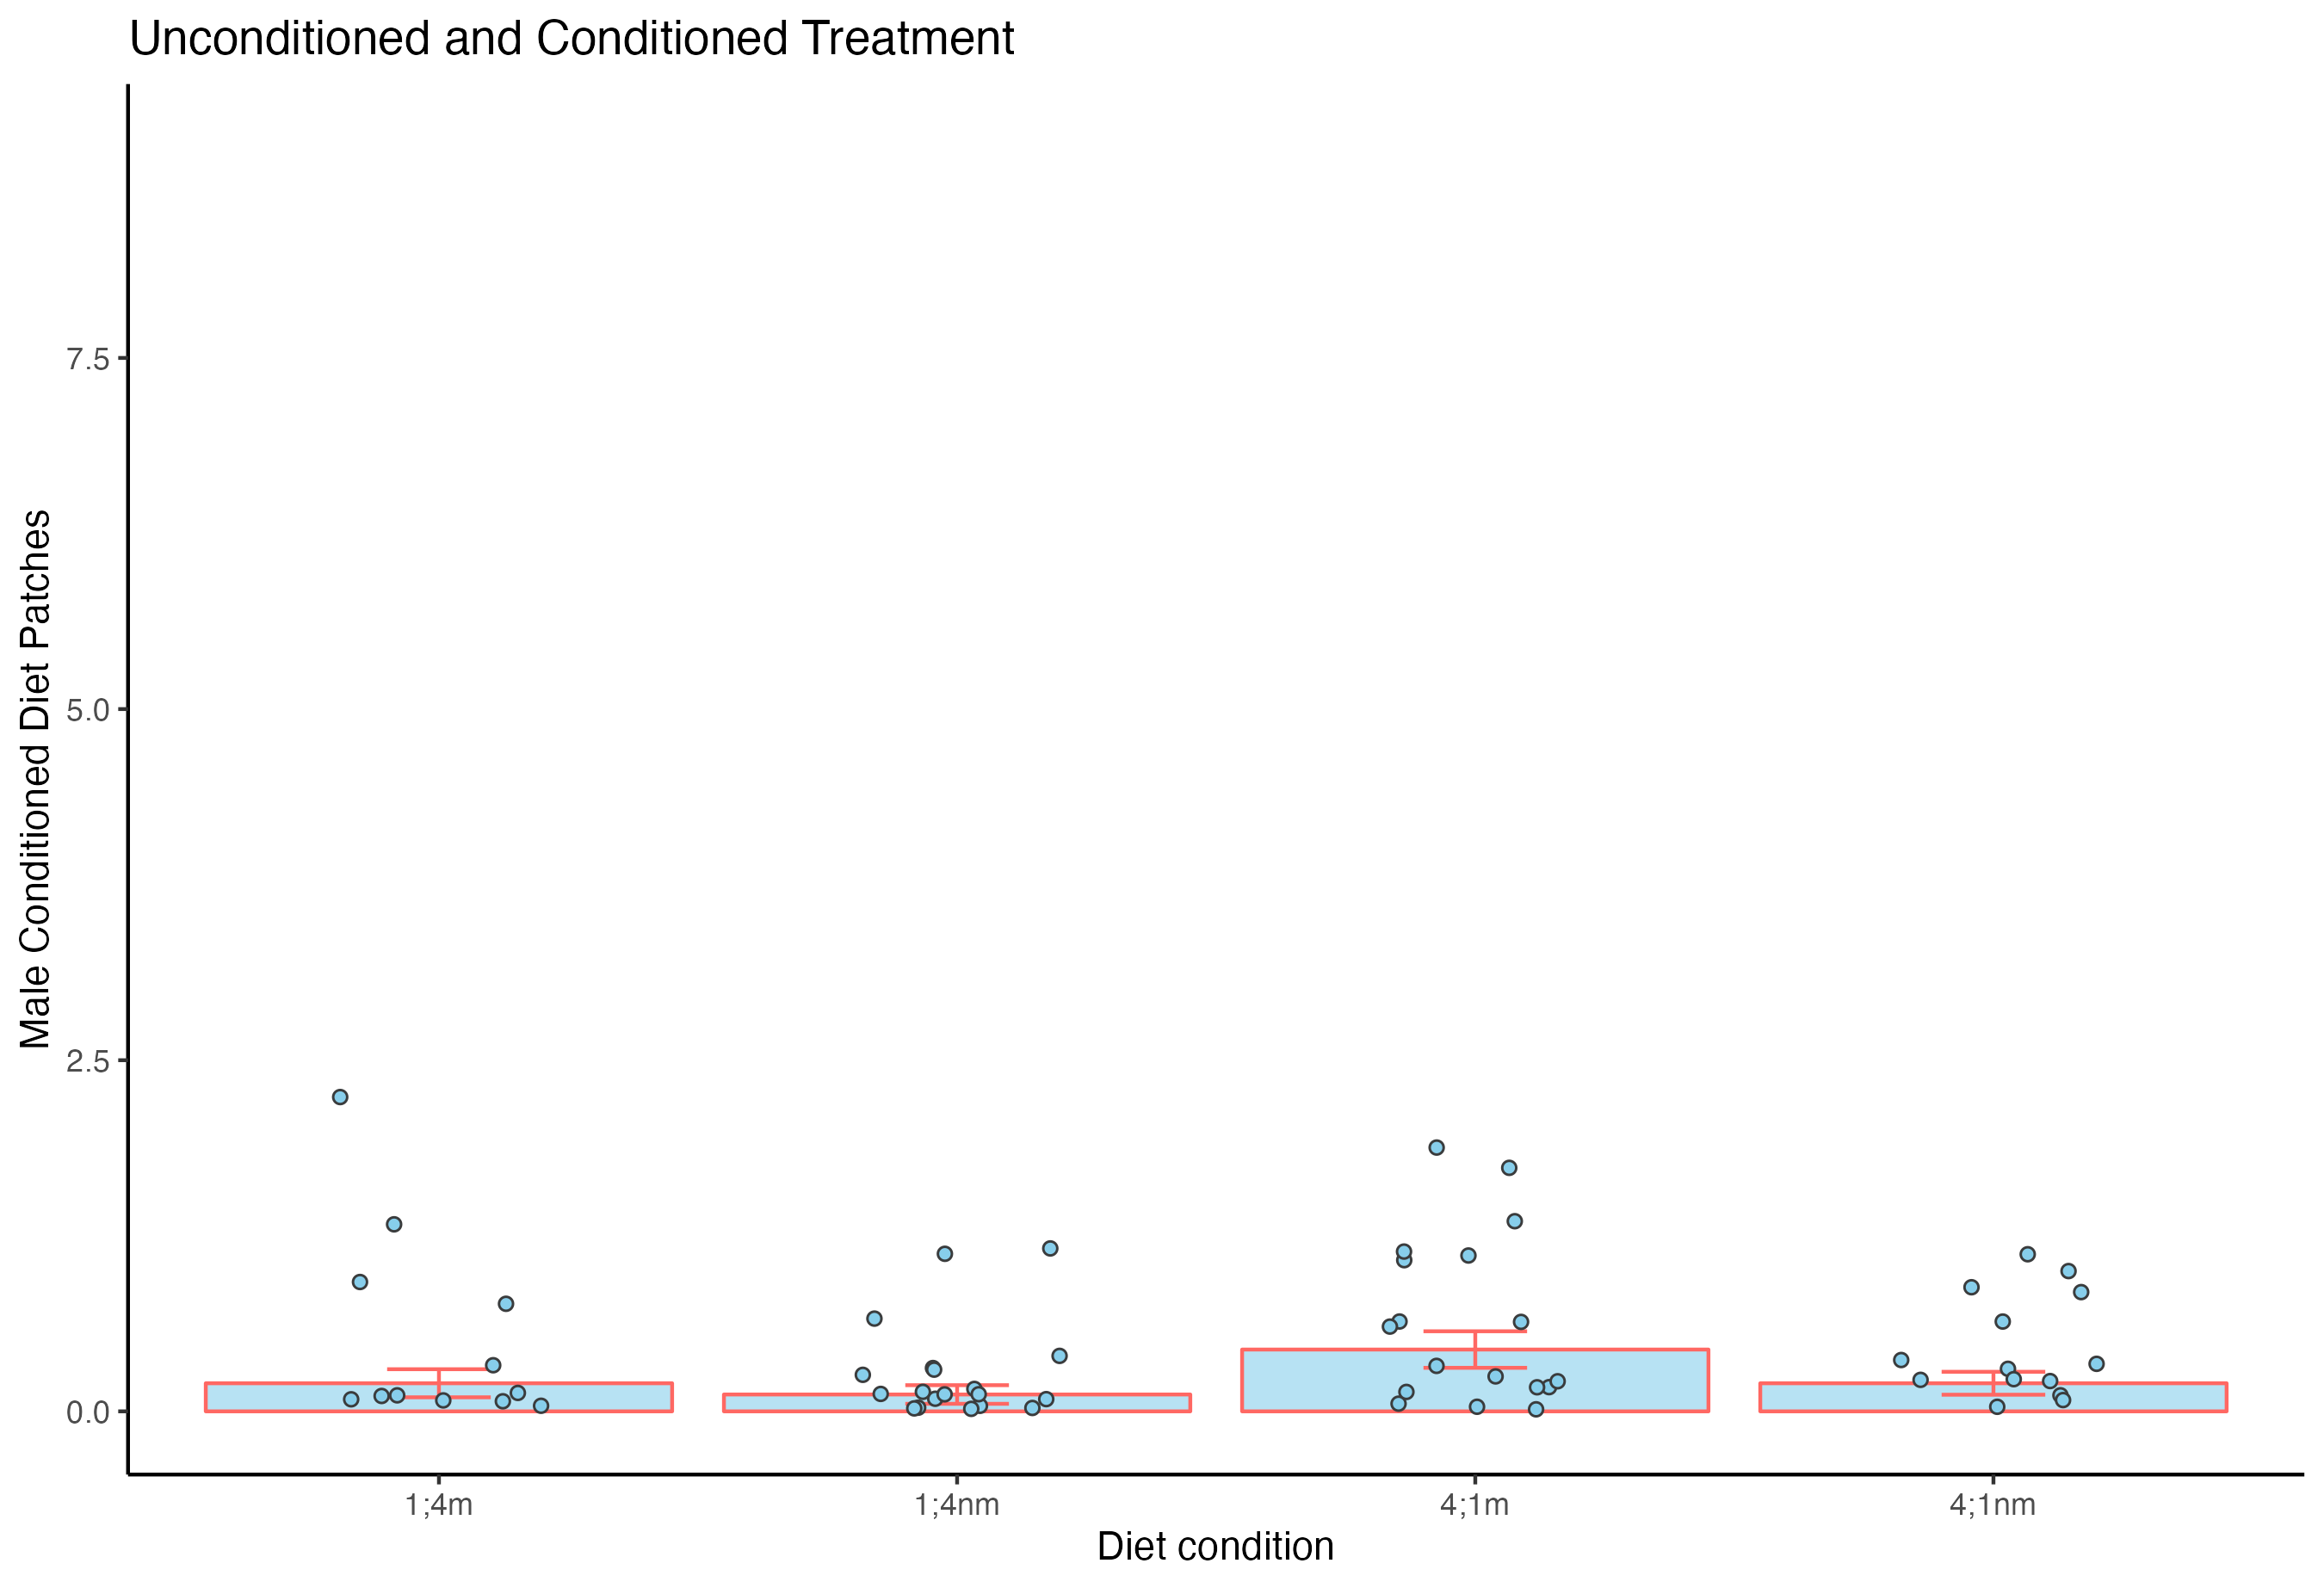 Unconditioned and Conditioned Treatment
Male Conditioned Diet Patches
7.5
5.0
2.5
0.0
1;4m
1;4nm
4;1m
4;1nm
Diet condition